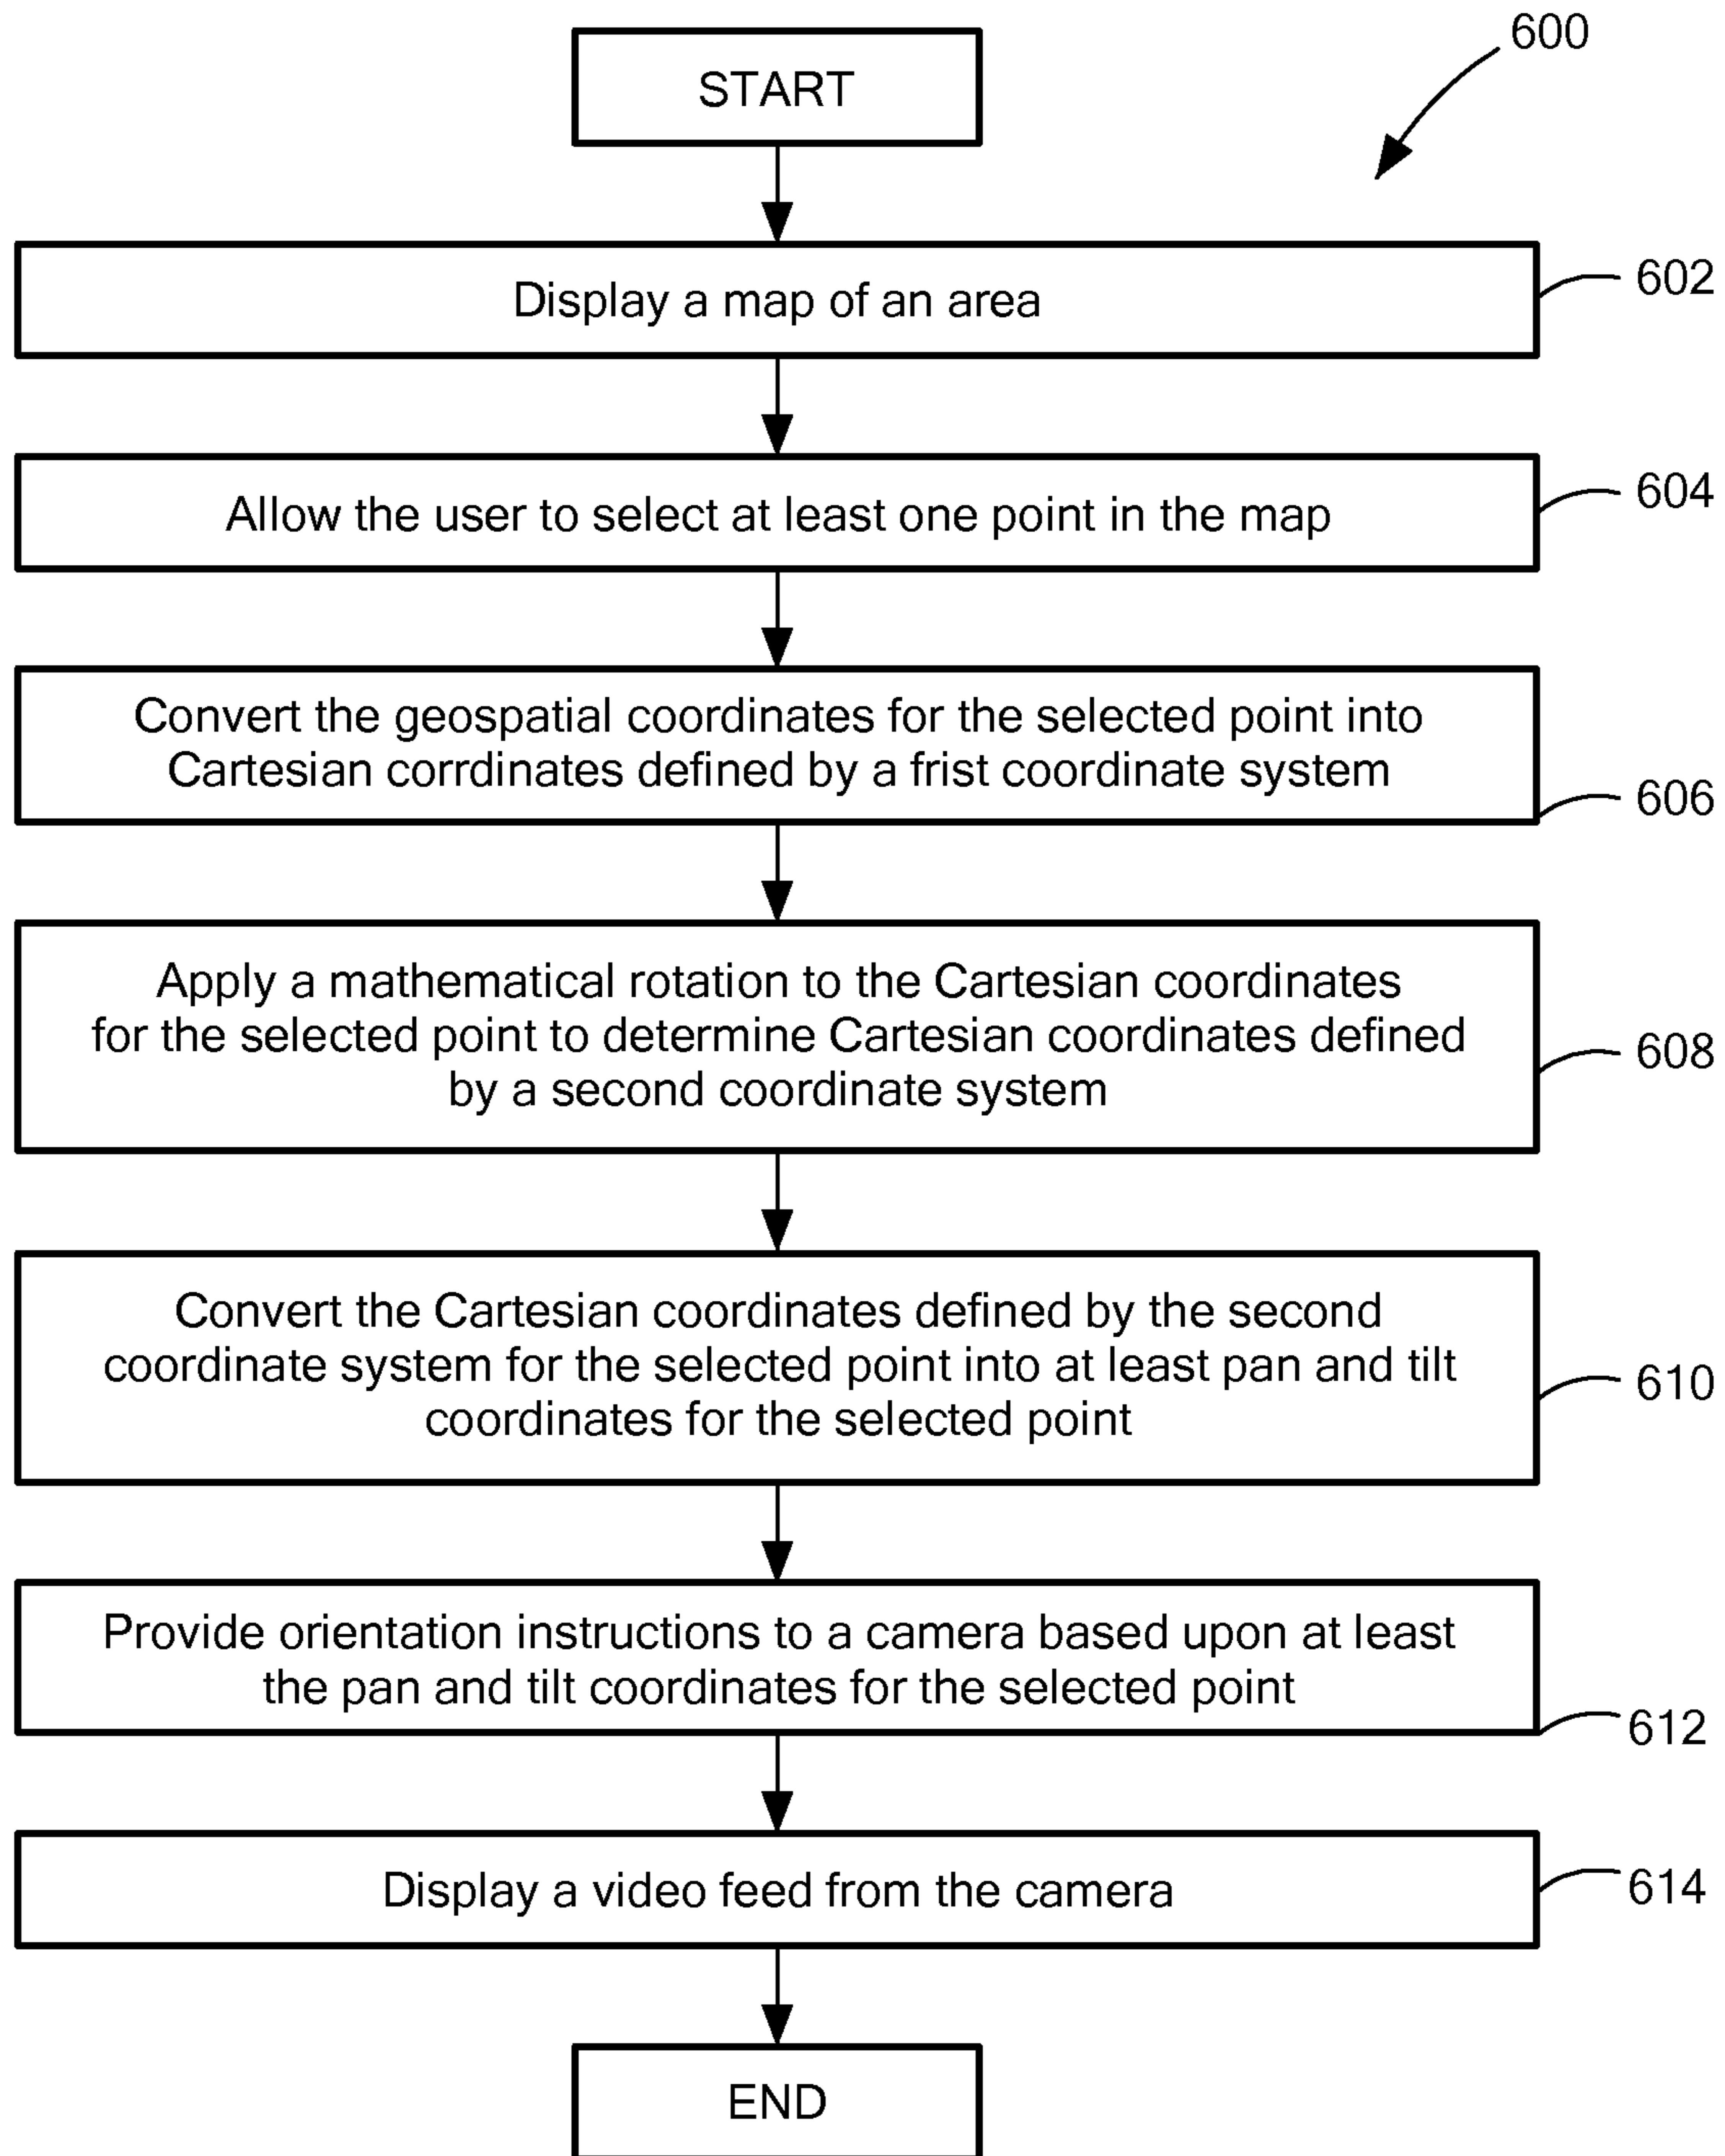 600
START
Display a map of an area
602
Allow the user to select at least one point in the map
604
Convert the geospatial coordinates for the selected point into
Cartesian corrdinates defined by a frist coordinate system
606
Apply a mathematical rotation to the Cartesian coordinates
for the selected point to determine Cartesian coordinates defined
by a second coordinate system
608
Convert the Cartesian coordinates defined by the second
coordinate system for the selected point into at least pan and tilt
coordinates for the selected point
610
Provide orientation instructions to a camera based upon at least
the pan and tilt coordinates for the selected point
612
Display a video feed from the camera
614
END